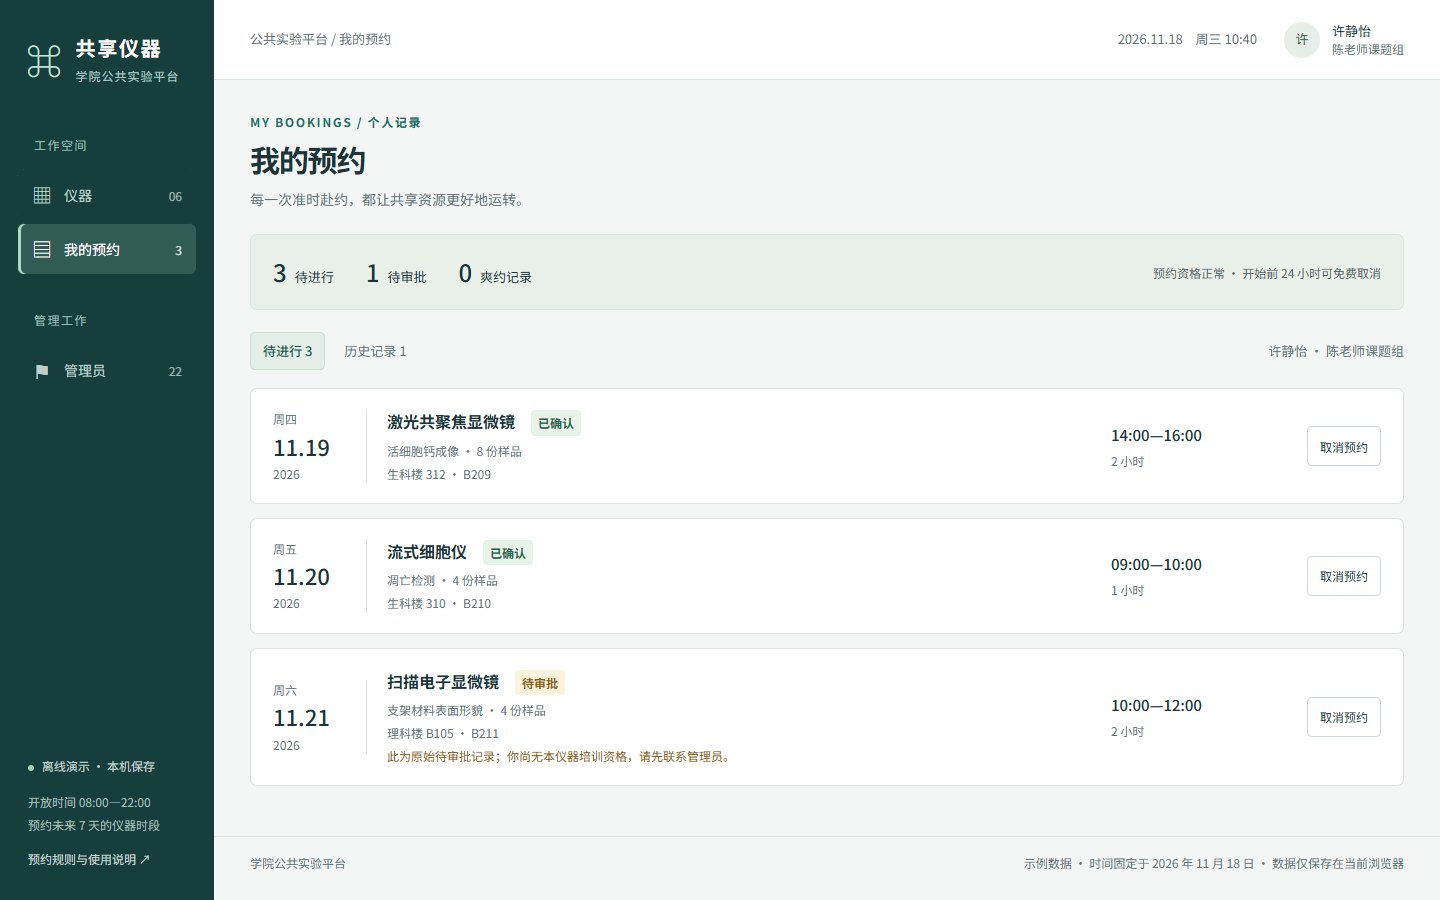 共享仪器
学院公共实验平台
工作空间
仪器 06
我的预约 3
管理工作
管理员 22
离线演示 · 本机保存
开放时间 08:00—22:00
预约未来 7 天的仪器时段
预约规则与使用说明 ↗
公共实验平台 / 我的预约
2026.11.18 周三 10:40
许
许静怡
陈老师课题组
MY BOOKINGS / 个人记录
我的预约
每一次准时赴约，都让共享资源更好地运转。
3 待进行 1 待审批 0 爽约记录
预约资格正常 · 开始前 24 小时可免费取消
待进行 3 历史记录 1
许静怡 · 陈老师课题组
周四
11.19
2026
激光共聚焦显微镜 已确认
活细胞钙成像 · 8 份样品
生科楼 312 · B209
14:00—16:00
2 小时
取消预约
周五
11.20
2026
流式细胞仪 已确认
凋亡检测 · 4 份样品
生科楼 310 · B210
09:00—10:00
1 小时
取消预约
周六
11.21
2026
扫描电子显微镜 待审批
支架材料表面形貌 · 4 份样品
理科楼 B105 · B211
此为原始待审批记录；你尚无本仪器培训资格，请先联系管理员。
10:00—12:00
2 小时
取消预约
学院公共实验平台
示例数据 · 时间固定于 2026 年 11 月 18 日 · 数据仅保存在当前浏览器